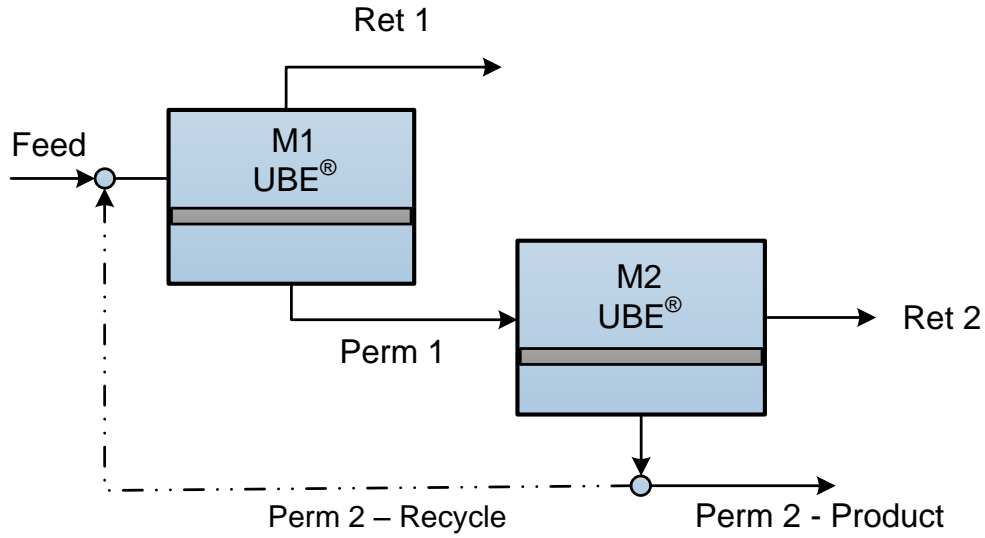 Ret 1
Feed
M1
UBE®
M2
UBE®
Ret 2
Perm 1
Perm 2 – Recycle
Perm 2 - Product